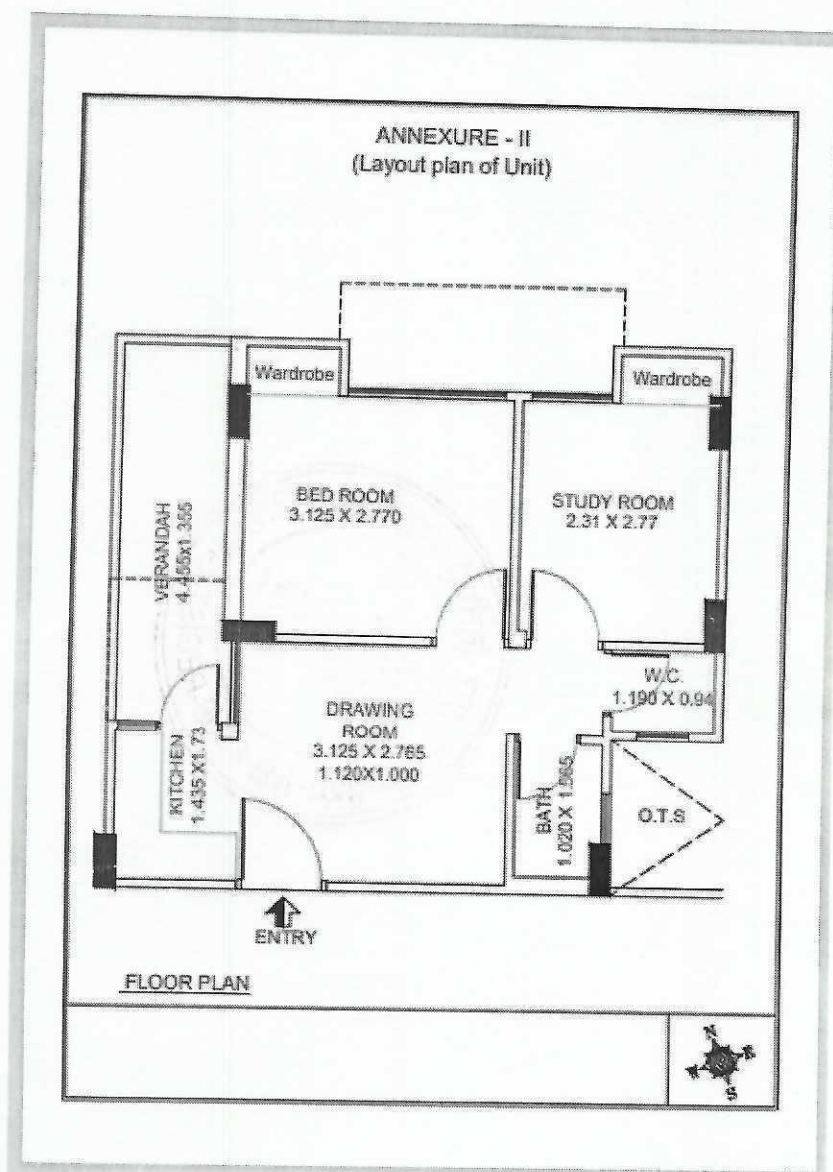 ANNEXURE - II
(Layout plan of Unit)
Wardrobe
Wardrobe
BED ROOM
3.125 X 2.770
STUDY ROOM
2.31 X 2.77
VERANDAH
4.455x1.355
W.C.
1.190 X 0.94
DRAWING
ROOM
3.125 X 2.765
1.120X1.000
KITCHEN
1.435 X1.73
BATH
1.020 X 1.565
O.T.S
ENTRY
FLOOR PLAN
N
S